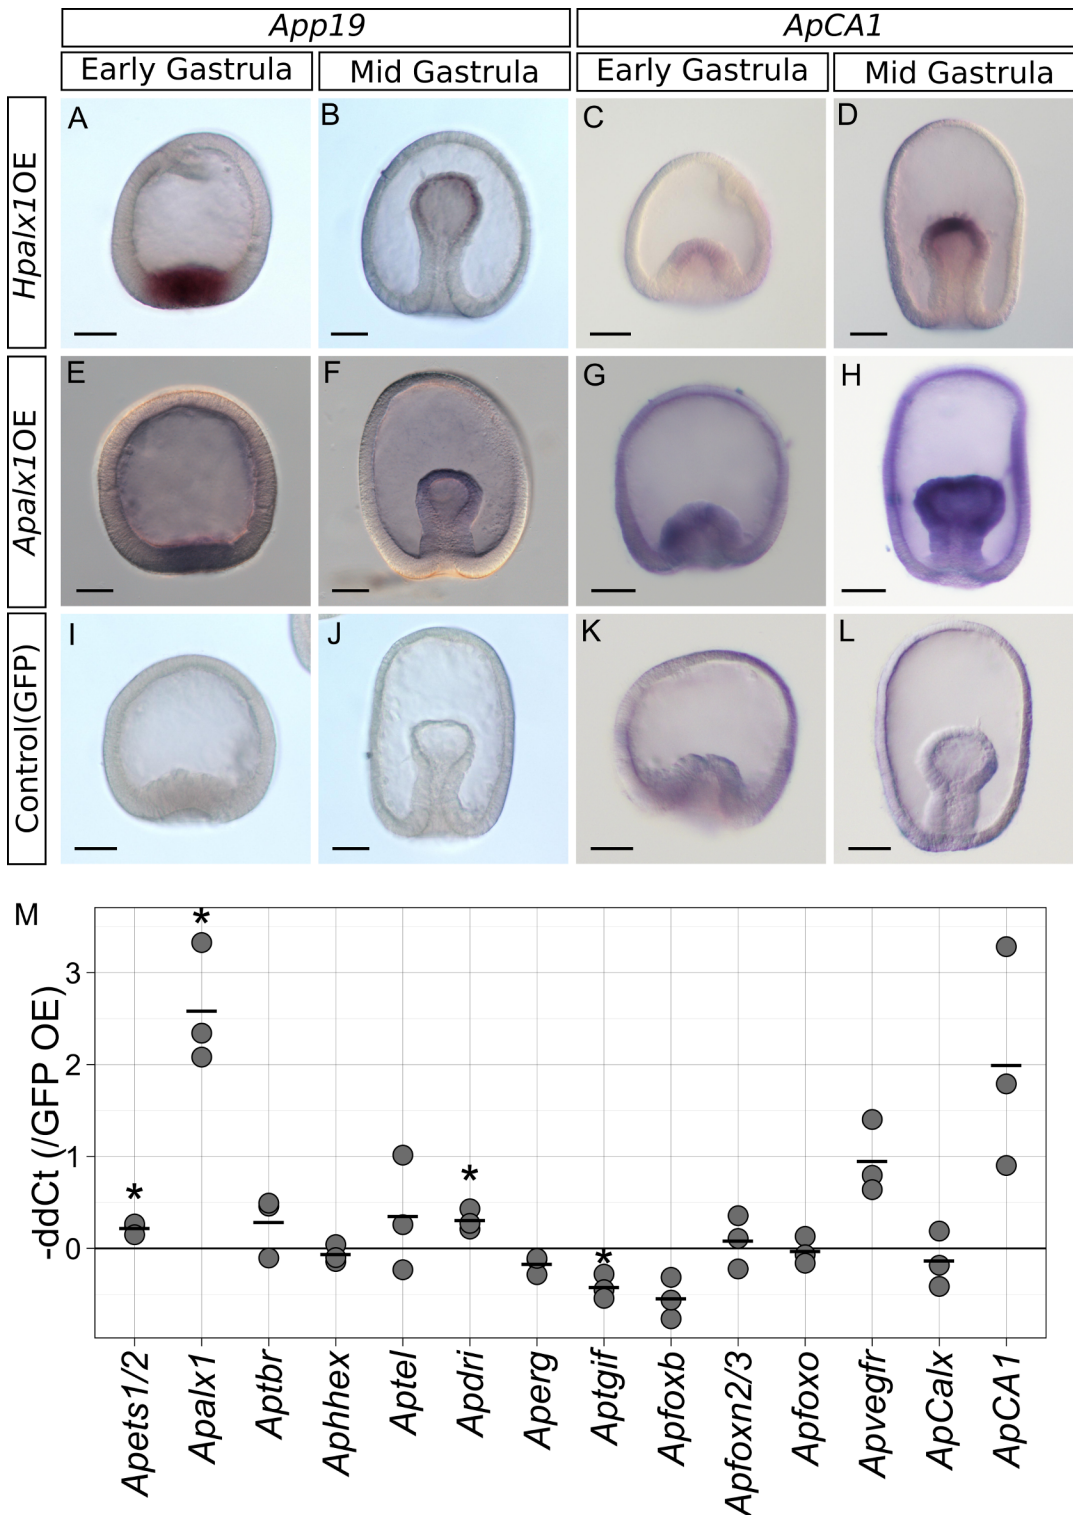 App19 ApCA1
Early Gastrula Mid Gastrula Early Gastrula Mid Gastrula
Hpalx1OE
A B C D
Apalx1OE
E F G H
Control(GFP)
I J K L
M
*
* * *
-ddCt (/GFP OE)
3
2
1
0
Apets1/2 Apalx1 Aptbr Aphhex Aptel Apdri Aperg Aptgif Apfoxb Apfoxn2/3 Apfoxo Apvegfr ApCalx ApCA1